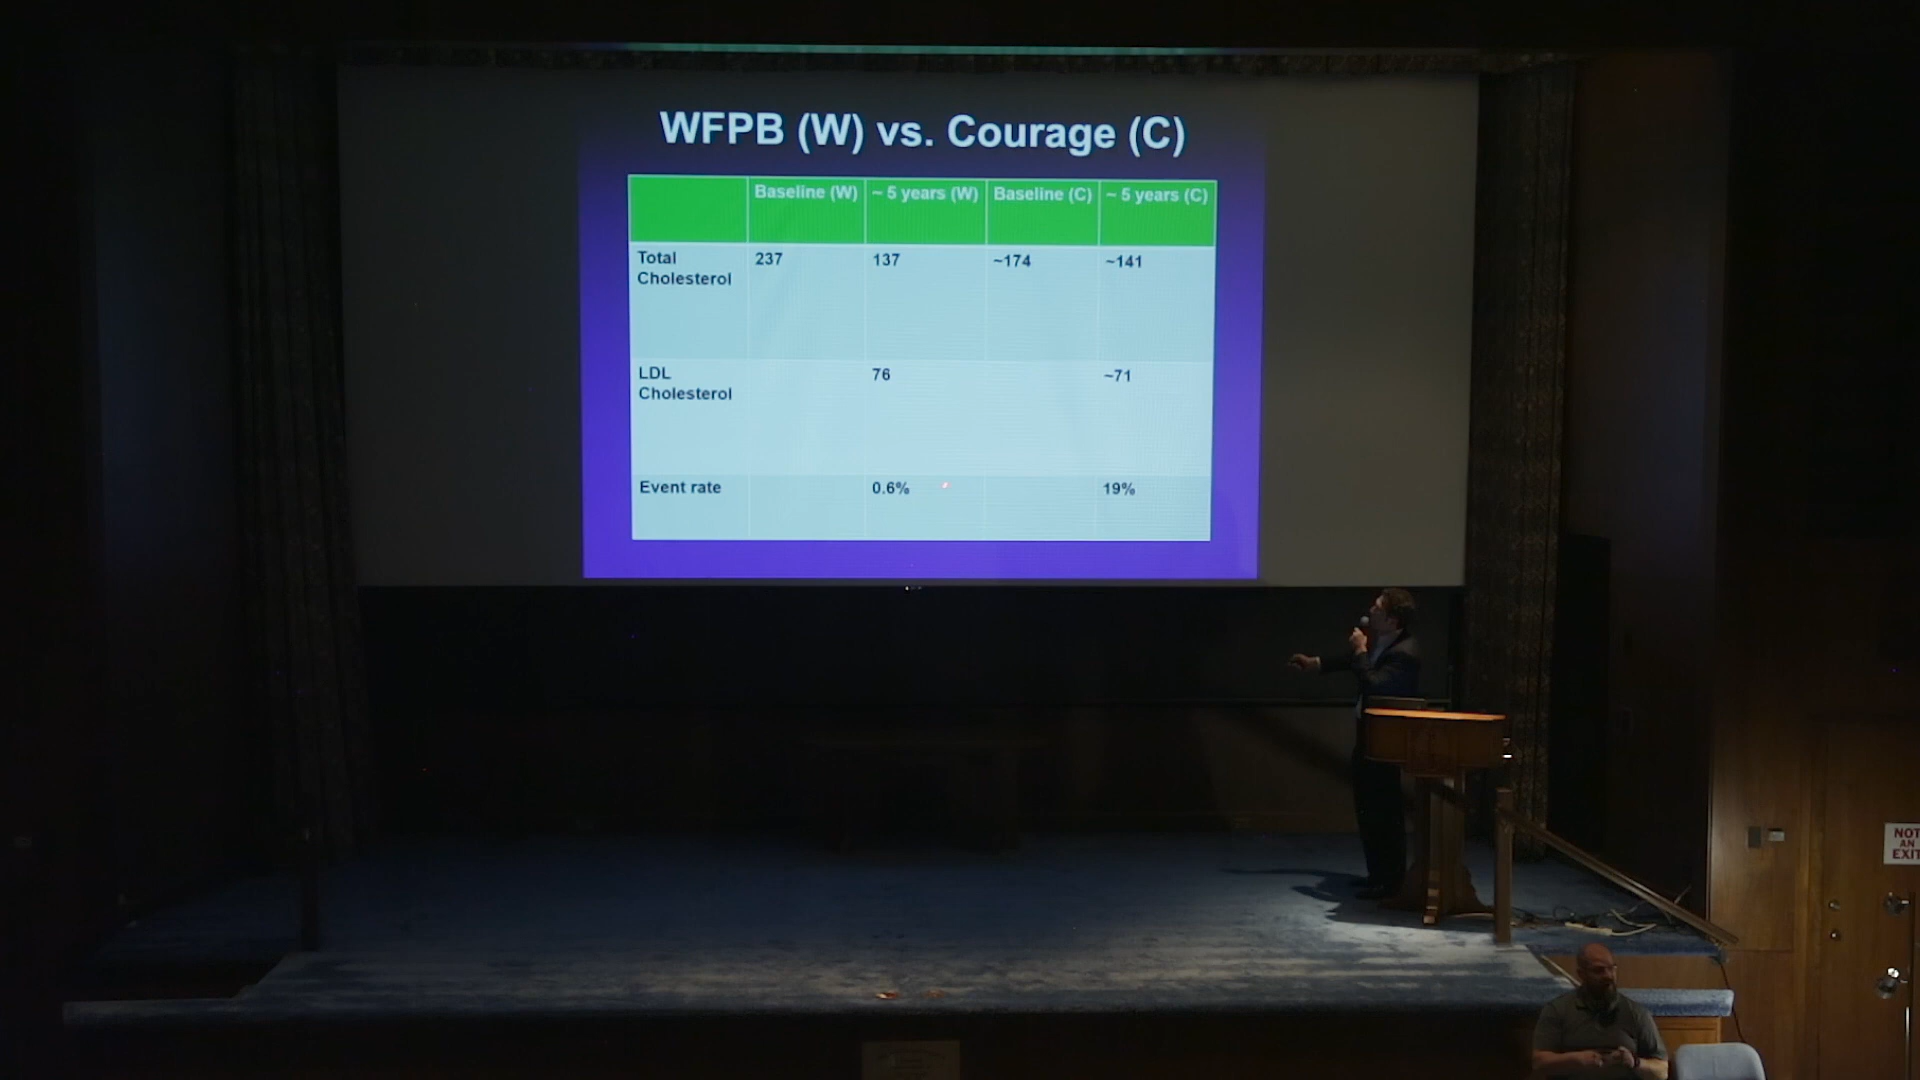 WFPB (W) vs. Courage (C)
Baseline (W) ~ 5 years (W) Baseline (C) ~ 5 years (C)
Total
Cholesterol 237 137 ~174 ~141
LDL
Cholesterol 76 ~71
Event rate 0.6% 19%
NOT
AN
EXIT